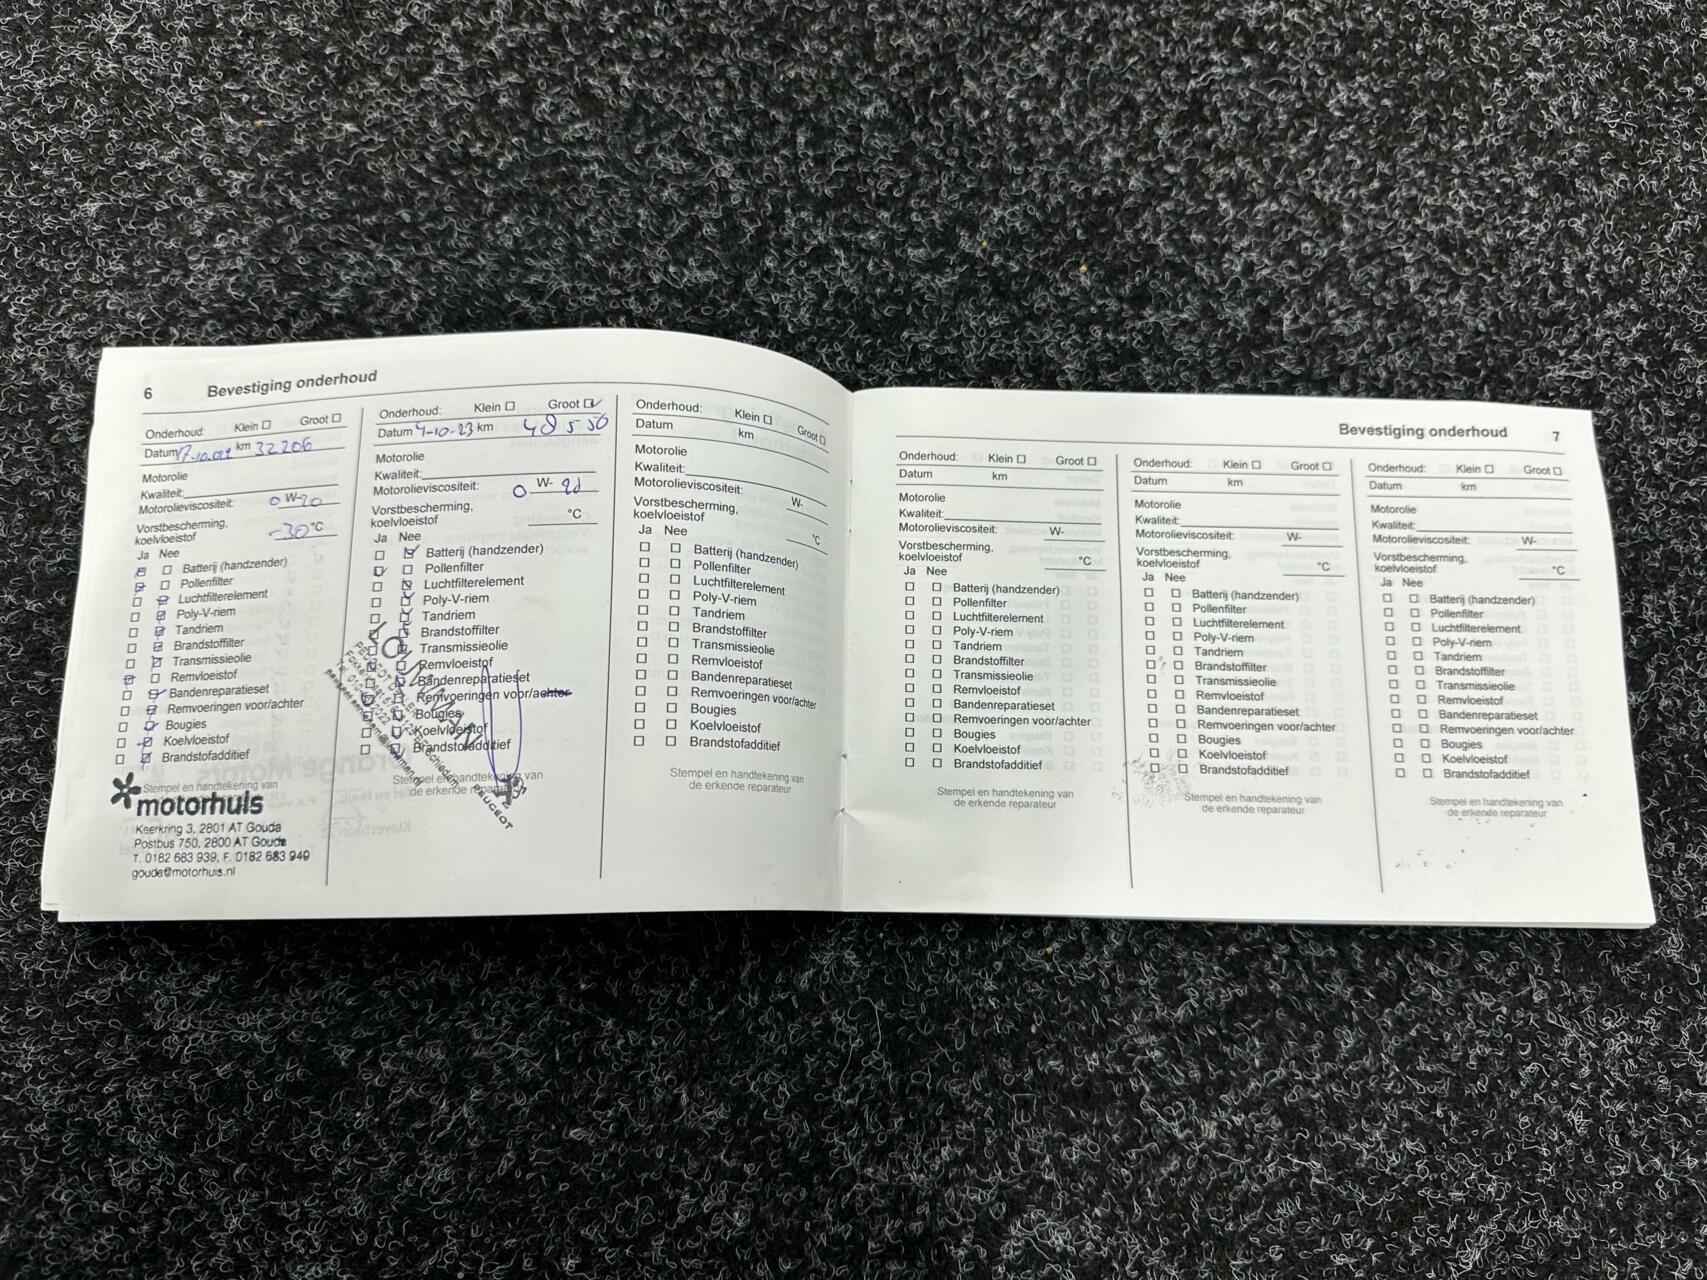 6 Bevestiging onderhoud
Onderhoud: Klein Groot
Datum km 32206
Motorolie
Kwaliteit:
Motorolieviscositeit: 0 W-20
Vorstbescherming, koelvloeistof -30 °C
Ja Nee
Batterij (handzender)
Pollenfilter
Luchtfilterelement
Poly-V-riem
Tandriem
Brandstoffilter
Transmissieolie
Remvloeistof
Bandenreparatieset
Remvoeringen voor/achter
Bougies
Koelvloeistof
Brandstofadditief
Stempel en handtekening van
motorhuis
Keerkring 3, 2801 AT Gouda
Postbus 750, 2800 AT Gouda
T. 0182 683 939, F. 0182 683 949
gouda@motorhuis.nl
Onderhoud: Klein Groot
Datum 4-10-23 km 48550
Motorolie
Kwaliteit:
Motorolieviscositeit: 0 W-20
Vorstbescherming,
koelvloeistof °C
Ja Nee
Batterij (handzender)
Pollenfilter
Luchtfilterelement
Poly-V-riem
Tandriem
Brandstoffilter
Transmissieolie
Remvloeistof
Bandenreparatieset
Remvoeringen voor/achter
Bougies
Koelvloeistof
Brandstofadditief
Stempel en handtekening van
de erkende
PEUGEOT
Onderhoud: Klein Groot
Datum km
Motorolie
Kwaliteit:
Motorolieviscositeit: W-
Vorstbescherming,
koelvloeistof °C
Ja Nee
Batterij (handzender)
Pollenfilter
Luchtfilterelement
Poly-V-riem
Tandriem
Brandstoffilter
Transmissieolie
Remvloeistof
Bandenreparatieset
Remvoeringen voor/achter
Bougies
Koelvloeistof
Brandstofadditief
Stempel en handtekening van
de erkende reparateur
Bevestiging onderhoud 7
Onderhoud: Klein Groot
Datum km
Motorolie
Kwaliteit:
Motorolieviscositeit: W-
Vorstbescherming,
koelvloeistof °C
Ja Nee
Batterij (handzender)
Pollenfilter
Luchtfilterelement
Poly-V-riem
Tandriem
Brandstoffilter
Transmissieolie
Remvloeistof
Bandenreparatieset
Remvoeringen voor/achter
Bougies
Koelvloeistof
Brandstofadditief
Stempel en handtekening van
de erkende reparateur
Onderhoud: Klein Groot
Datum km
Motorolie
Kwaliteit:
Motorolieviscositeit: W-
Vorstbescherming,
koelvloeistof °C
Ja Nee
Batterij (handzender)
Pollenfilter
Luchtfilterelement
Poly-V-riem
Tandriem
Brandstoffilter
Transmissieolie
Remvloeistof
Bandenreparatieset
Remvoeringen voor/achter
Bougies
Koelvloeistof
Brandstofadditief
Stempel en handtekening van
de erkende reparateur
Onderhoud: Klein Groot
Datum km
Motorolie
Kwaliteit:
Motorolieviscositeit: W-
Vorstbescherming,
koelvloeistof °C
Ja Nee
Batterij (handzender)
Pollenfilter
Luchtfilterelement
Poly-V-riem
Tandriem
Brandstoffilter
Transmissieolie
Remvloeistof
Bandenreparatieset
Remvoeringen voor/achter
Bougies
Koelvloeistof
Brandstofadditief
Stempel en handtekening van
de erkende reparateur